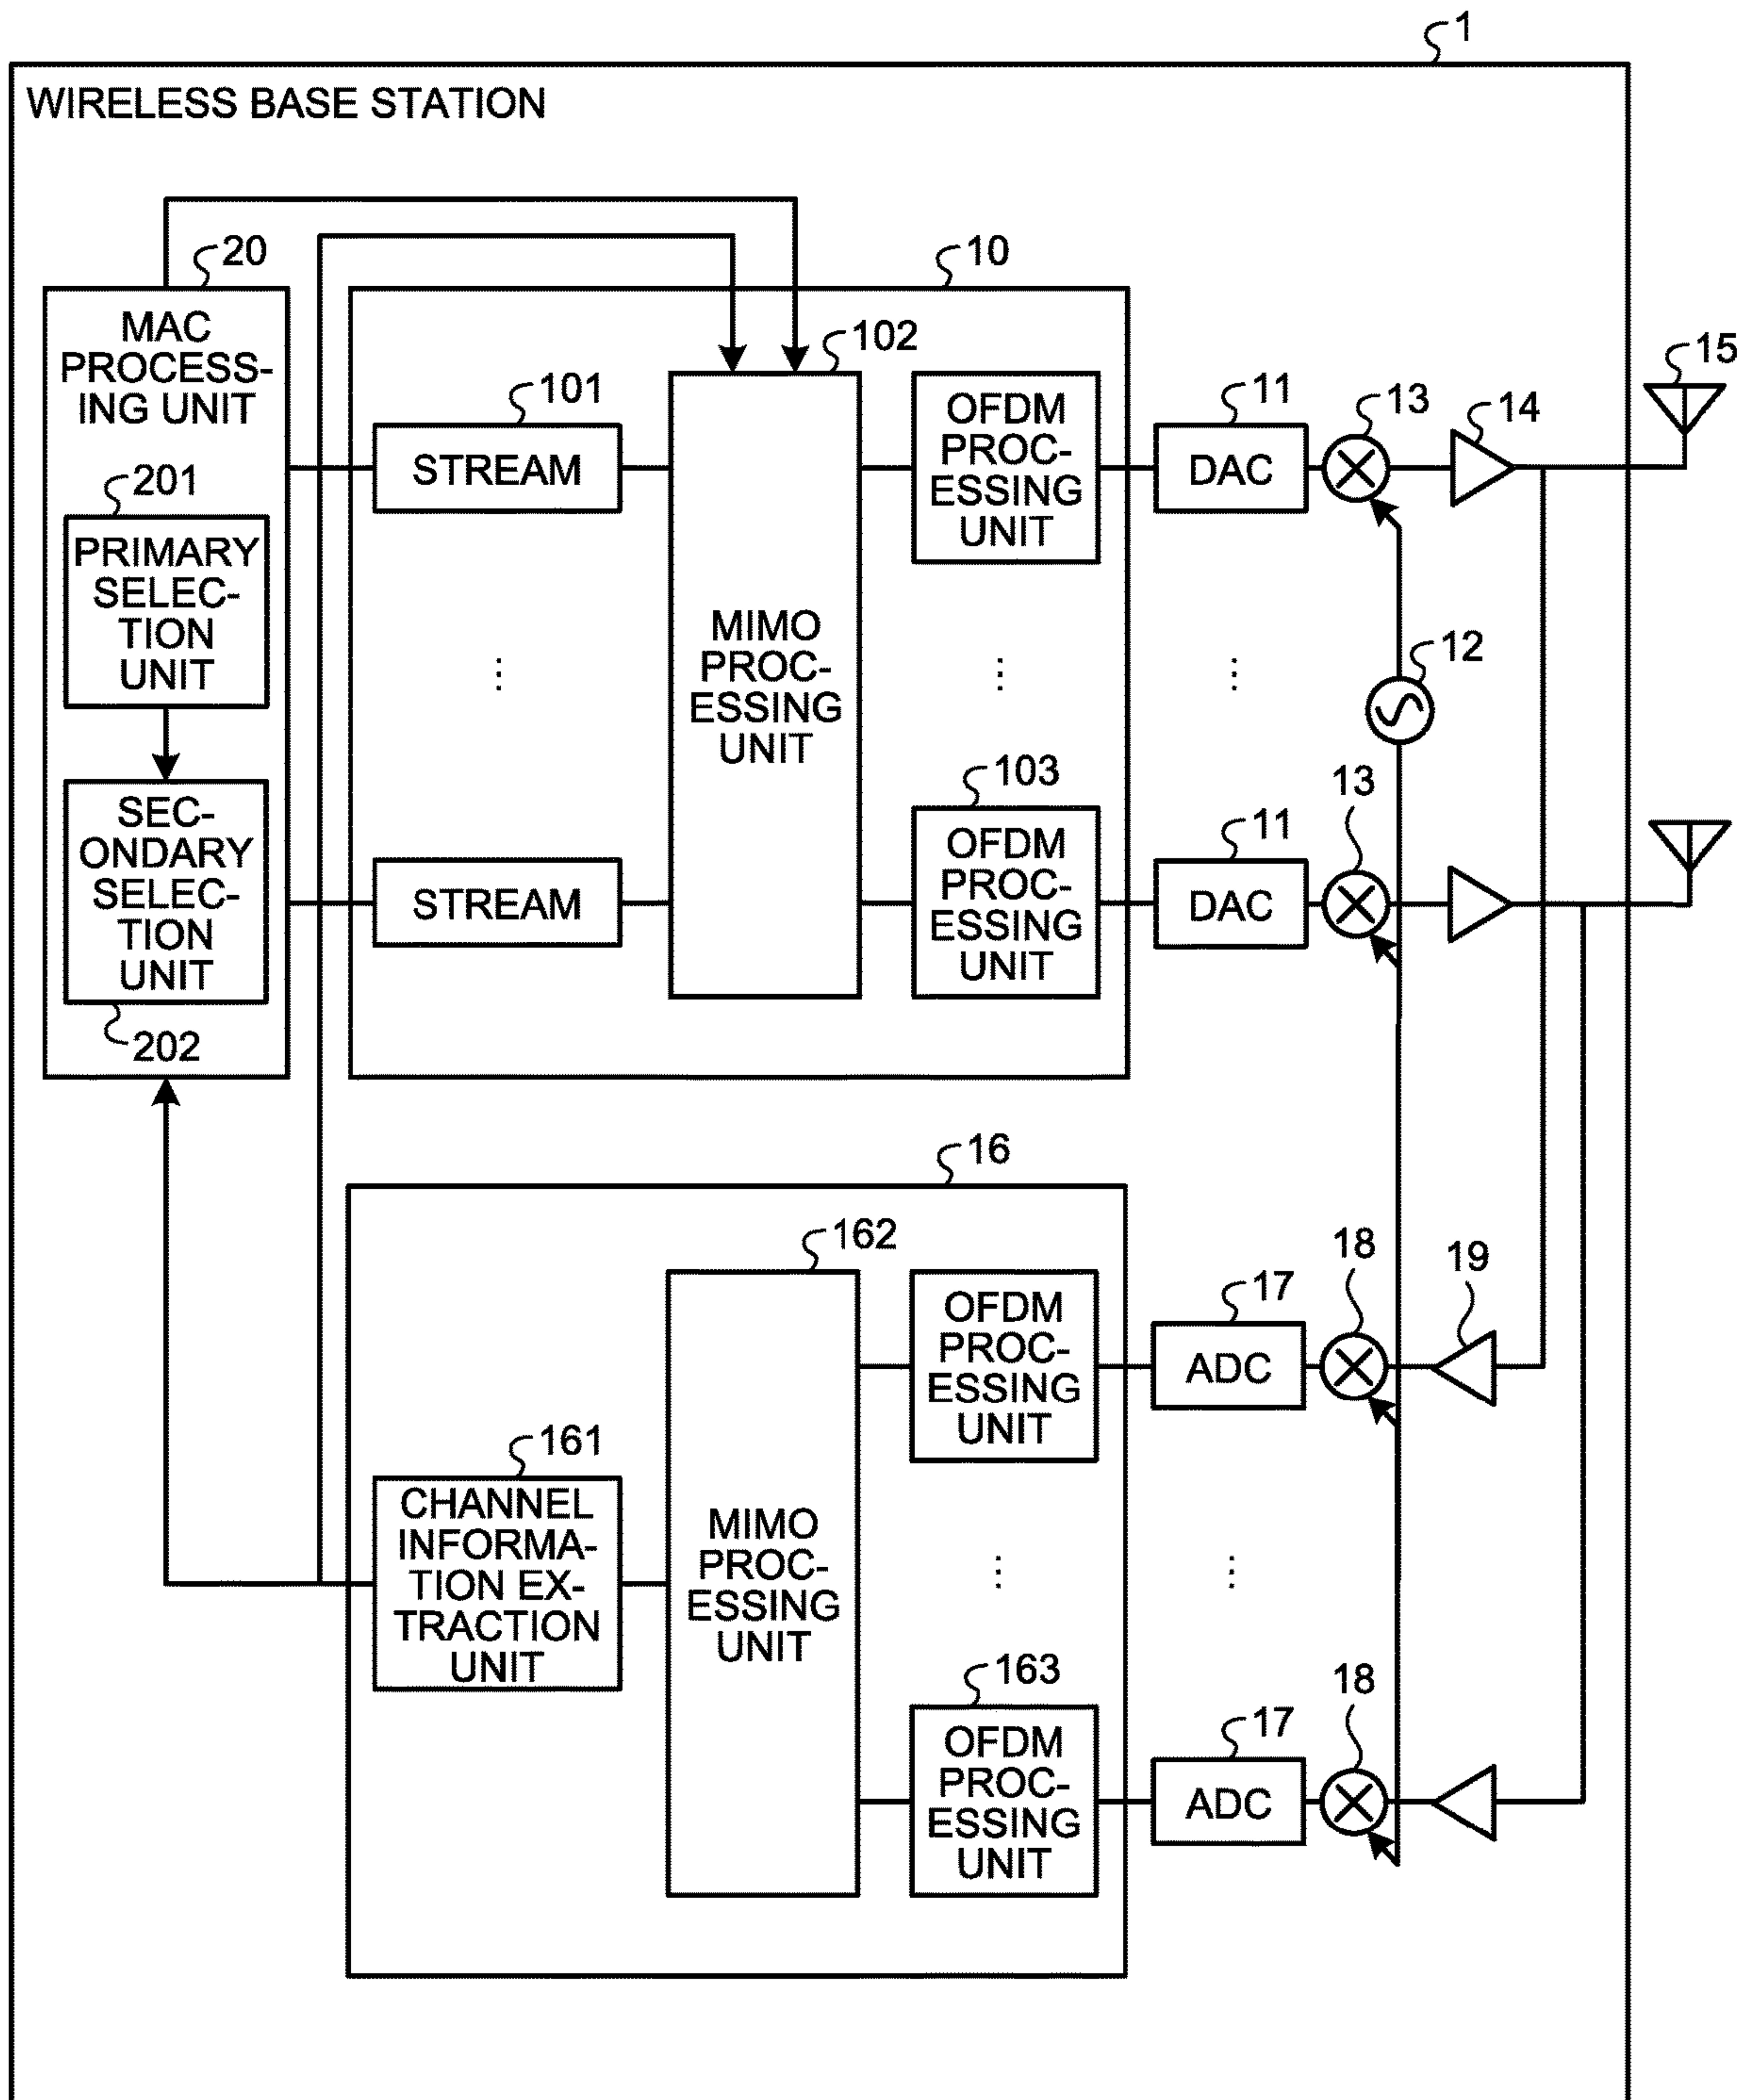 1
WIRELESS BASE STATION
20
10
MAC
PROCESS-
ING UNIT
102
15
101
OFDM
PROC-
ESSING
UNIT
11
13
14
STREAM
DAC
201
PRIMARY
SELEC-
TION
UNIT
MIMO
PROC-
ESSING
UNIT
12
103
13
SEC-
ONDARY
SELEC-
TION
UNIT
11
OFDM
PROC-
ESSING
UNIT
STREAM
DAC
202
16
162
18
19
17
OFDM
PROC-
ESSING
UNIT
ADC
161
CHANNEL
INFORMA-
TION EX-
TRACTION
UNIT
MIMO
PROC-
ESSING
UNIT
163
18
17
OFDM
PROC-
ESSING
UNIT
ADC